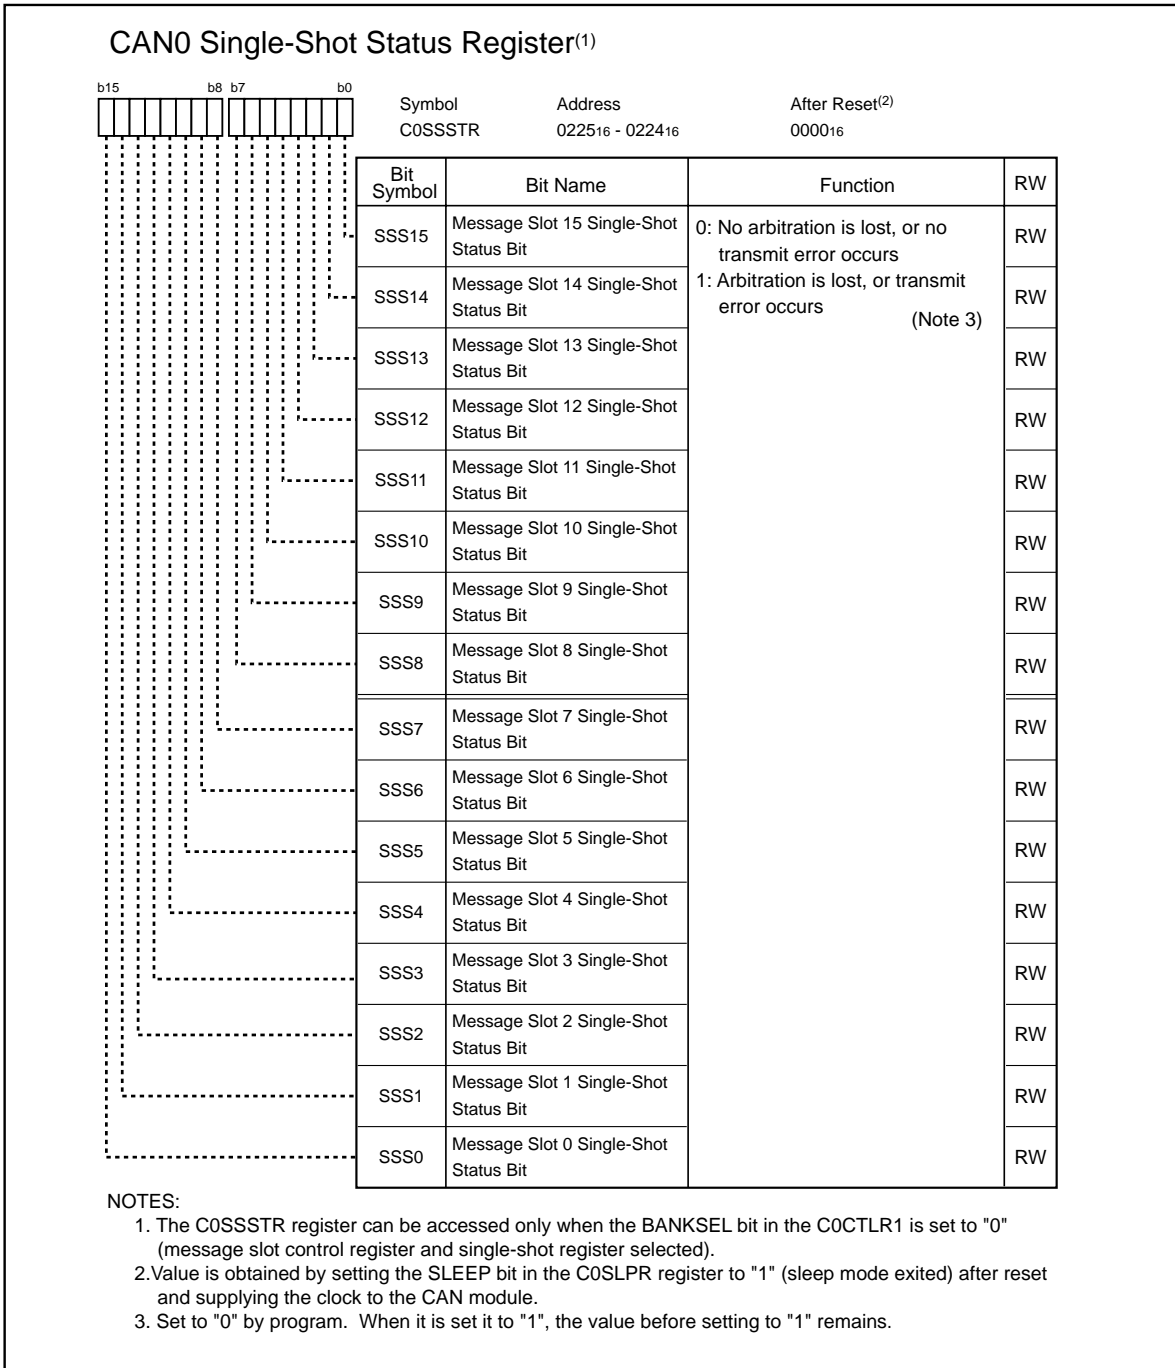 CAN0 Single-Shot Status Register(1)
b15 b8 b7 b0
Symbol Address After Reset(2)
C0SSSTR 022516 - 022416 000016
Bit Symbol Bit Name Function RW
SSS15 Message Slot 15 Single-Shot Status Bit RW
0: No arbitration is lost, or no
transmit error occurs
1: Arbitration is lost, or transmit
error occurs
(Note 3)
SSS14 Message Slot 14 Single-Shot Status Bit RW
SSS13 Message Slot 13 Single-Shot Status Bit RW
SSS12 Message Slot 12 Single-Shot Status Bit RW
SSS11 Message Slot 11 Single-Shot Status Bit RW
SSS10 Message Slot 10 Single-Shot Status Bit RW
SSS9 Message Slot 9 Single-Shot Status Bit RW
SSS8 Message Slot 8 Single-Shot Status Bit RW
SSS7 Message Slot 7 Single-Shot Status Bit RW
SSS6 Message Slot 6 Single-Shot Status Bit RW
SSS5 Message Slot 5 Single-Shot Status Bit RW
SSS4 Message Slot 4 Single-Shot Status Bit RW
SSS3 Message Slot 3 Single-Shot Status Bit RW
SSS2 Message Slot 2 Single-Shot Status Bit RW
SSS1 Message Slot 1 Single-Shot Status Bit RW
SSS0 Message Slot 0 Single-Shot Status Bit RW
NOTES:
1. The C0SSSTR register can be accessed only when the BANKSEL bit in the C0CTLR1 is set to "0"
(message slot control register and single-shot register selected).
2.Value is obtained by setting the SLEEP bit in the C0SLPR register to "1" (sleep mode exited) after reset
and supplying the clock to the CAN module.
3. Set to "0" by program. When it is set it to "1", the value before setting to "1" remains.